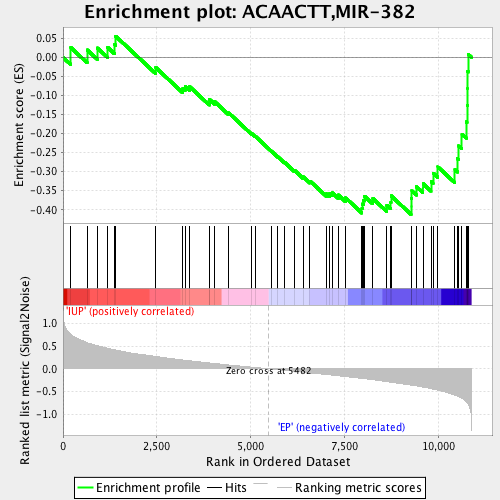 Enrichment plot: ACAACTT,MIR-382
Enrichment score (ES)
0.05
0.00
-0.05
-0.10
-0.15
-0.20
-0.25
-0.30
-0.35
-0.40
Ranked list metric (Signal2Noise)
'IUP' (positively correlated)
1.0
0.5
0.0
-0.5
-1.0
Zero cross at 5482
'EP' (negatively correlated)
0
2,500
5,000
7,500
10,000
Rank in Ordered Dataset
Enrichment profile
Hits
Ranking metric scores